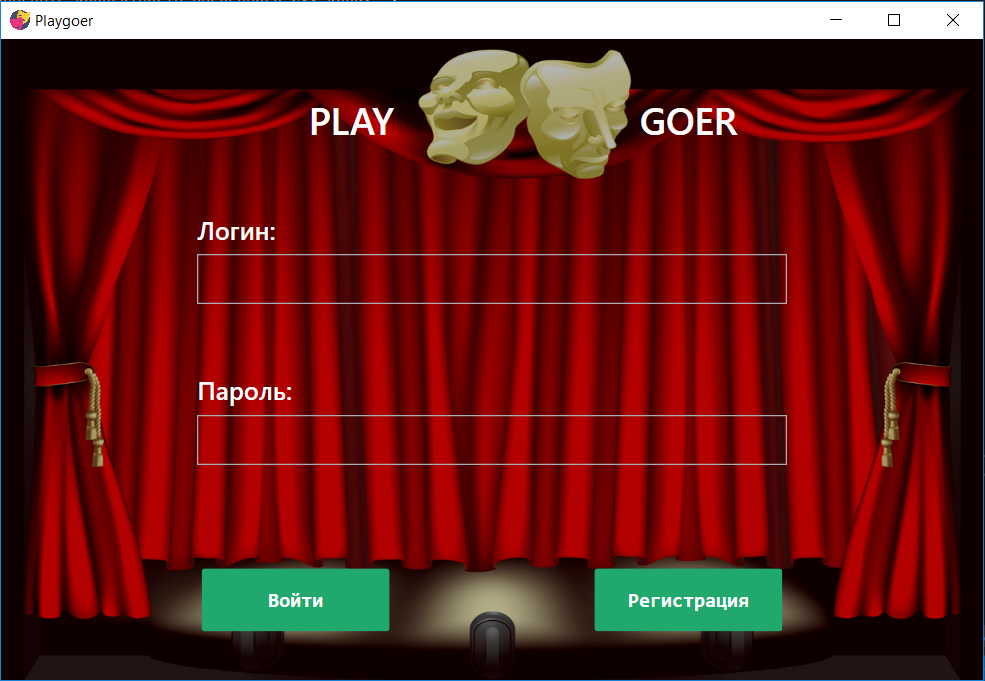 Playgoer
PLAY GOER
Логин:
Пароль:
Войти
Регистрация